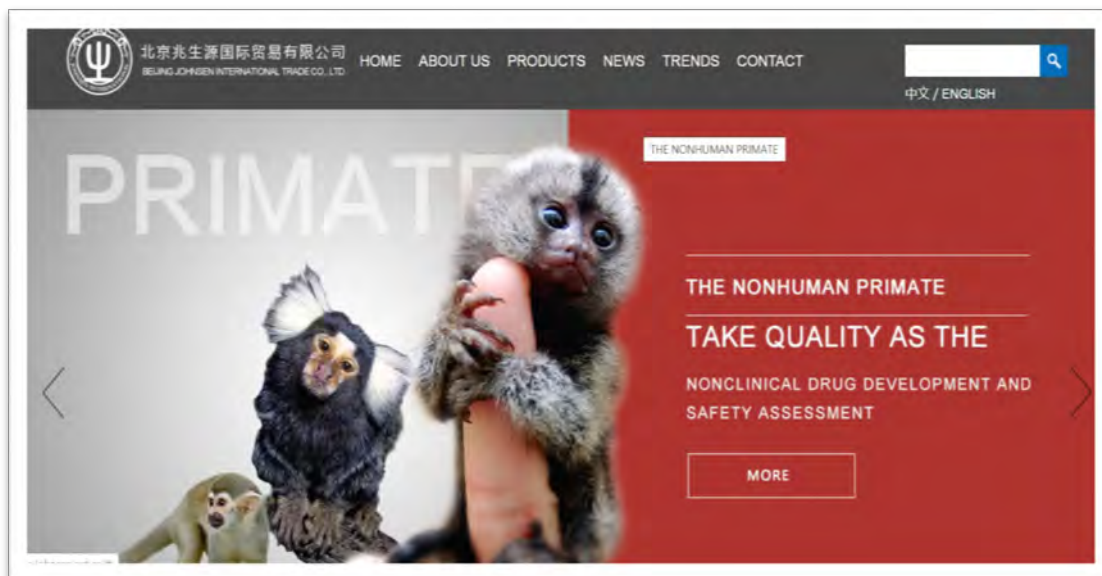 北京兆生源国际贸易有限公司
BEIJING JOHNSEN INTERNATIONAL TRADE CO., LTD
HOME ABOUT US PRODUCTS NEWS TRENDS CONTACT
中文 / ENGLISH
PRIMATE
THE NONHUMAN PRIMATE
THE NONHUMAN PRIMATE
TAKE QUALITY AS THE
NONCLINICAL DRUG DEVELOPMENT AND
SAFETY ASSESSMENT
MORE